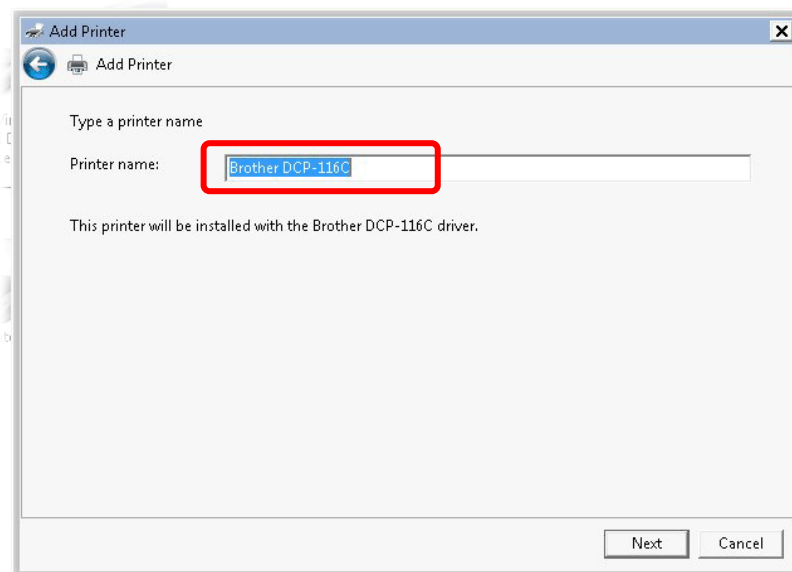 Add Printer
Add Printer
Type a printer name
Printer name:
Brother DCP-116C
This printer will be installed with the Brother DCP-116C driver.
Next
Cancel